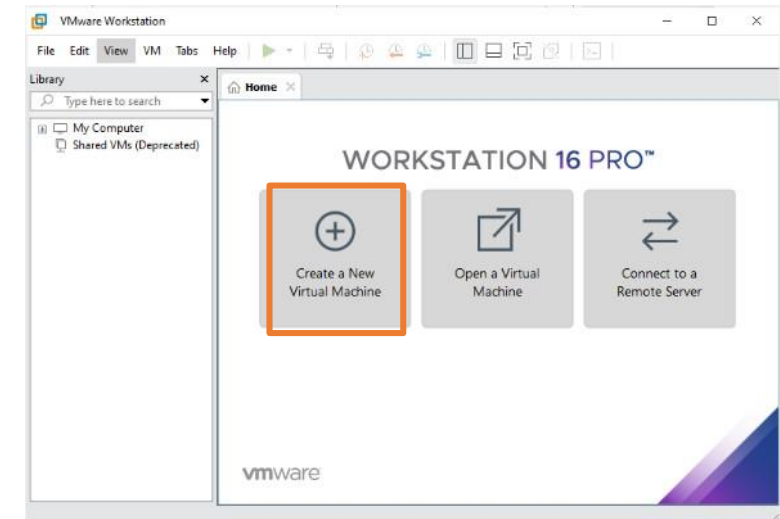 VMware Workstation
File Edit View VM Tabs Help
Library
Home
Type here to search
My Computer
Shared VMs (Deprecated)
WORKSTATION 16 PRO™
Create a New
Virtual Machine
Open a Virtual
Machine
Connect to a
Remote Server
vmware